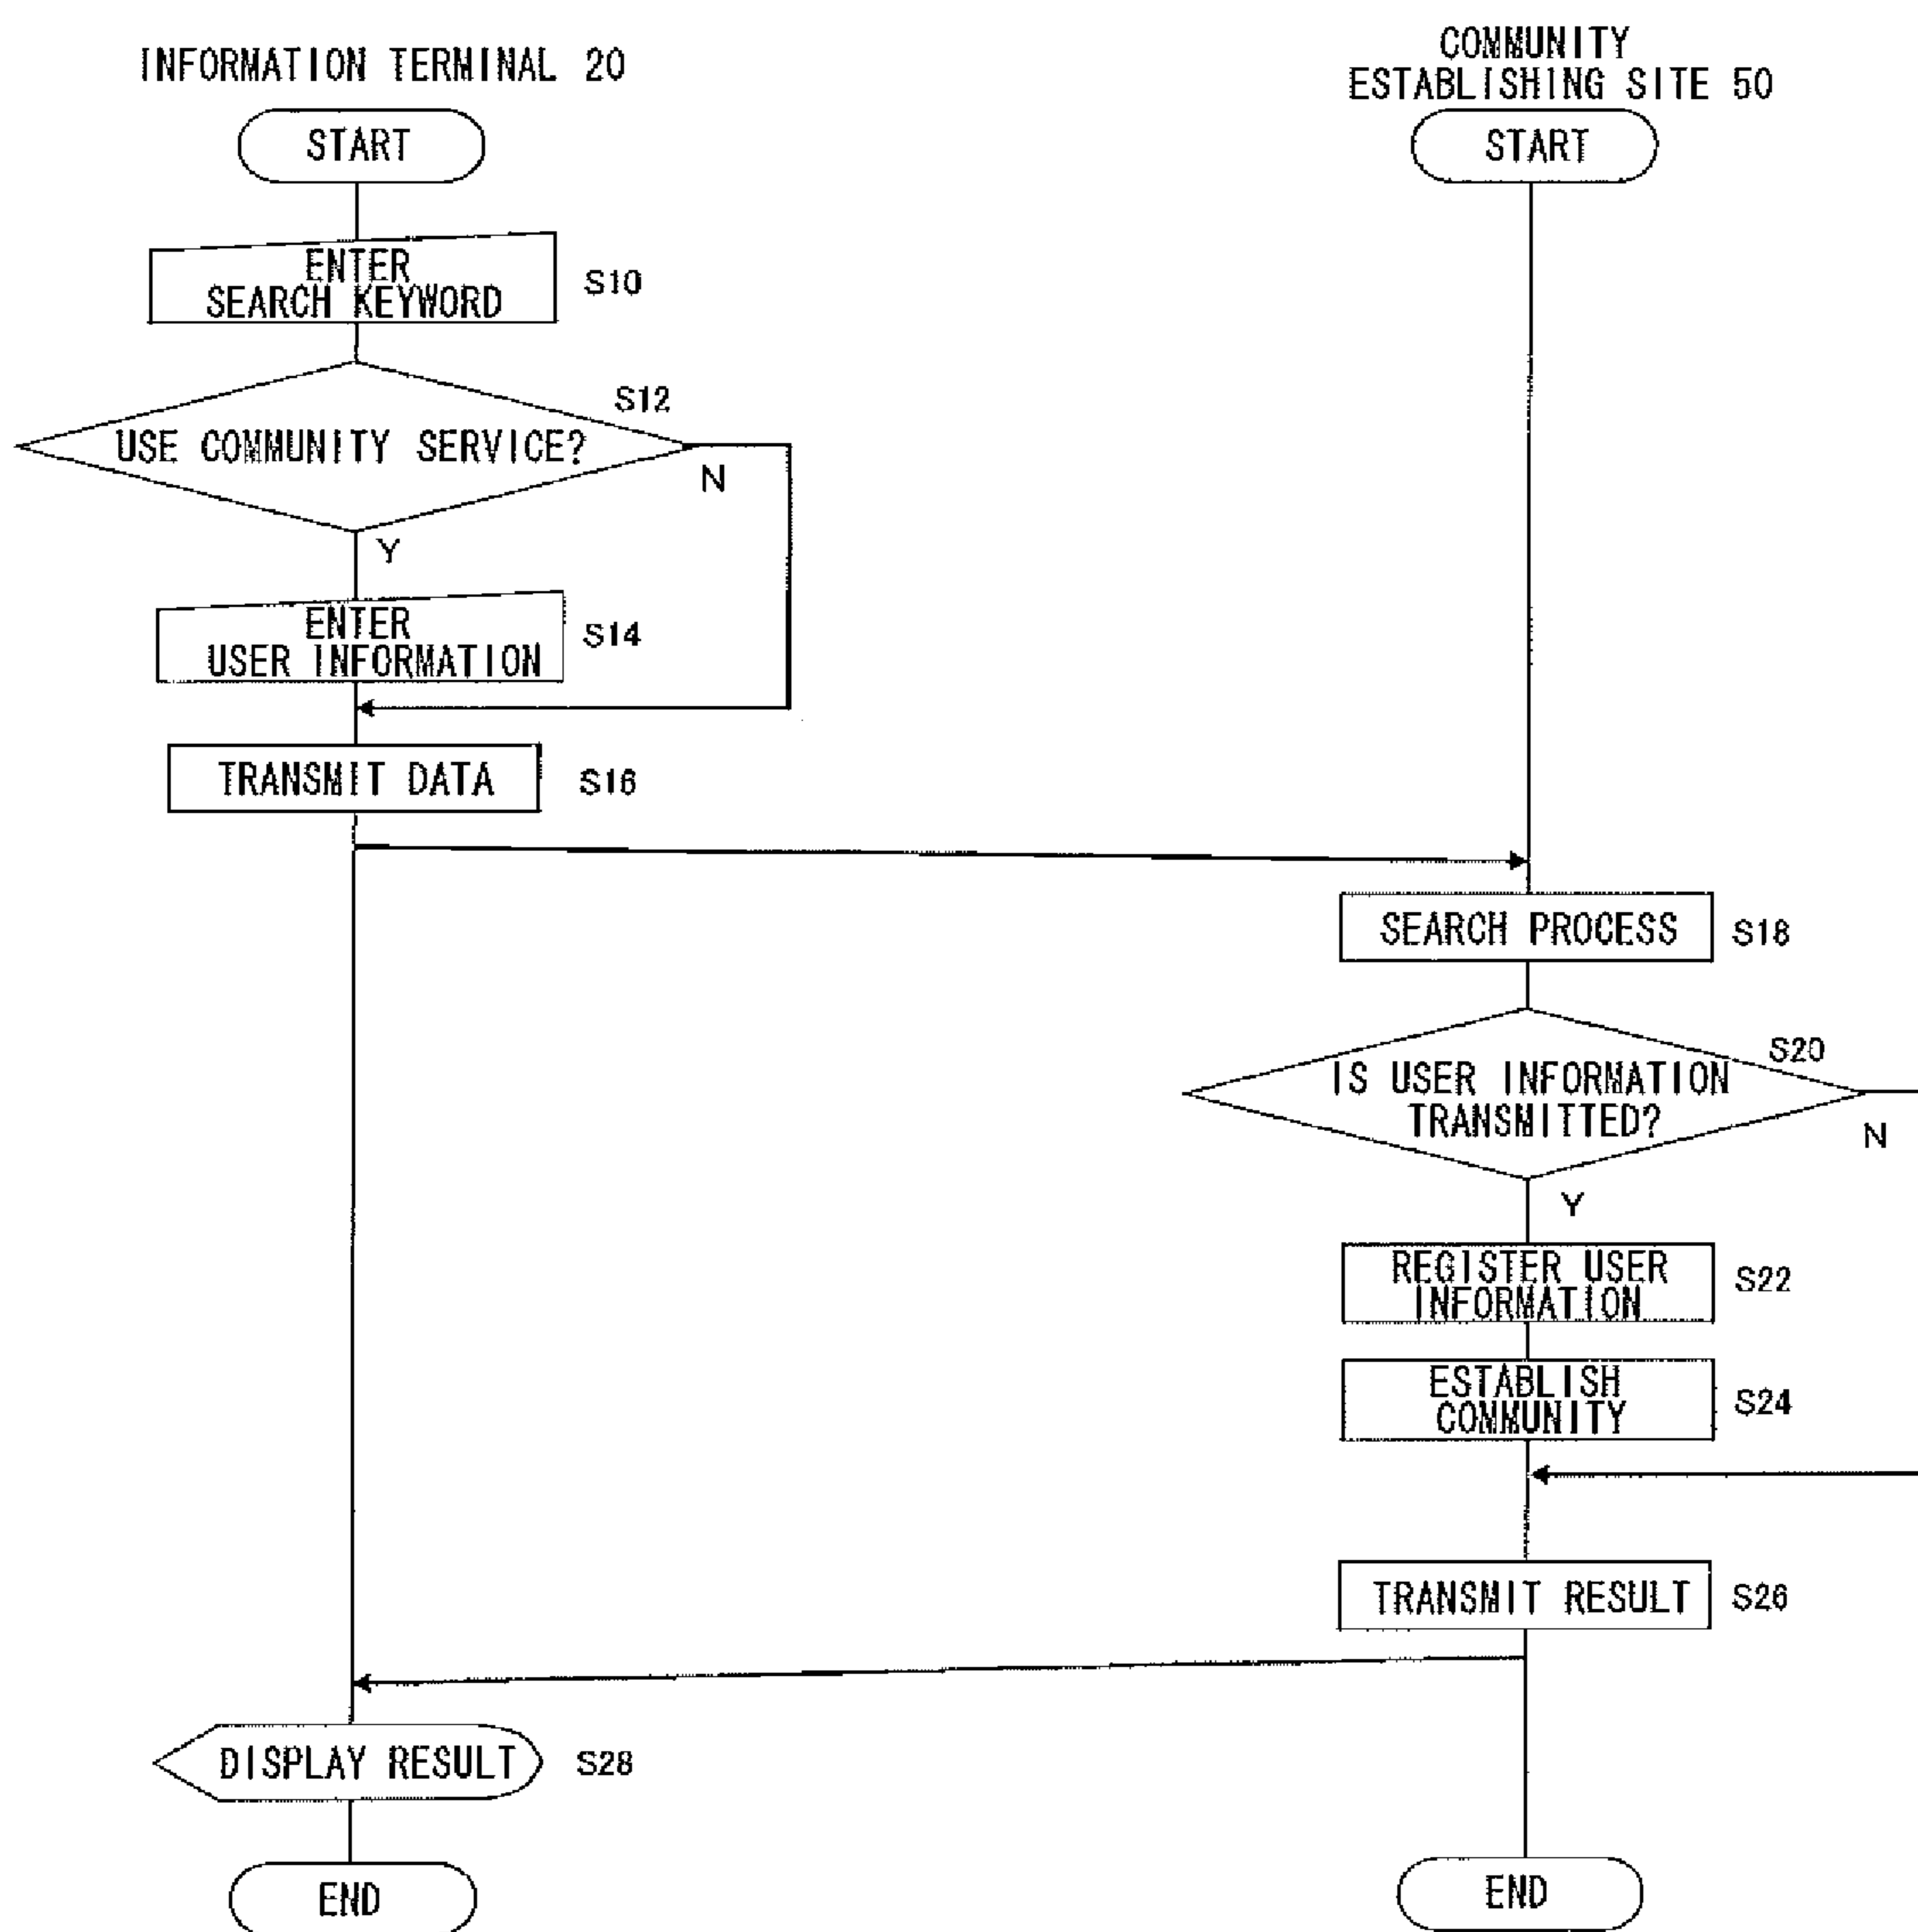 INFORMATION TERMINAL 20
START
ENTER
SEARCH KEYWORD
S10
S12
USE COMMUNITY SERVICE?
N
Y
ENTER
USER INFORMATION
S14
TRANSMIT DATA
S16
COMMUNITY
ESTABLISHING SITE 50
START
SEARCH PROCESS
S18
S20
IS USER INFORMATION
TRANSMITTED?
N
Y
REGISTER USER
INFORMATION
S22
ESTABLISH
COMMUNITY
S24
TRANSMIT RESULT
S26
DISPLAY RESULT
S28
END
END